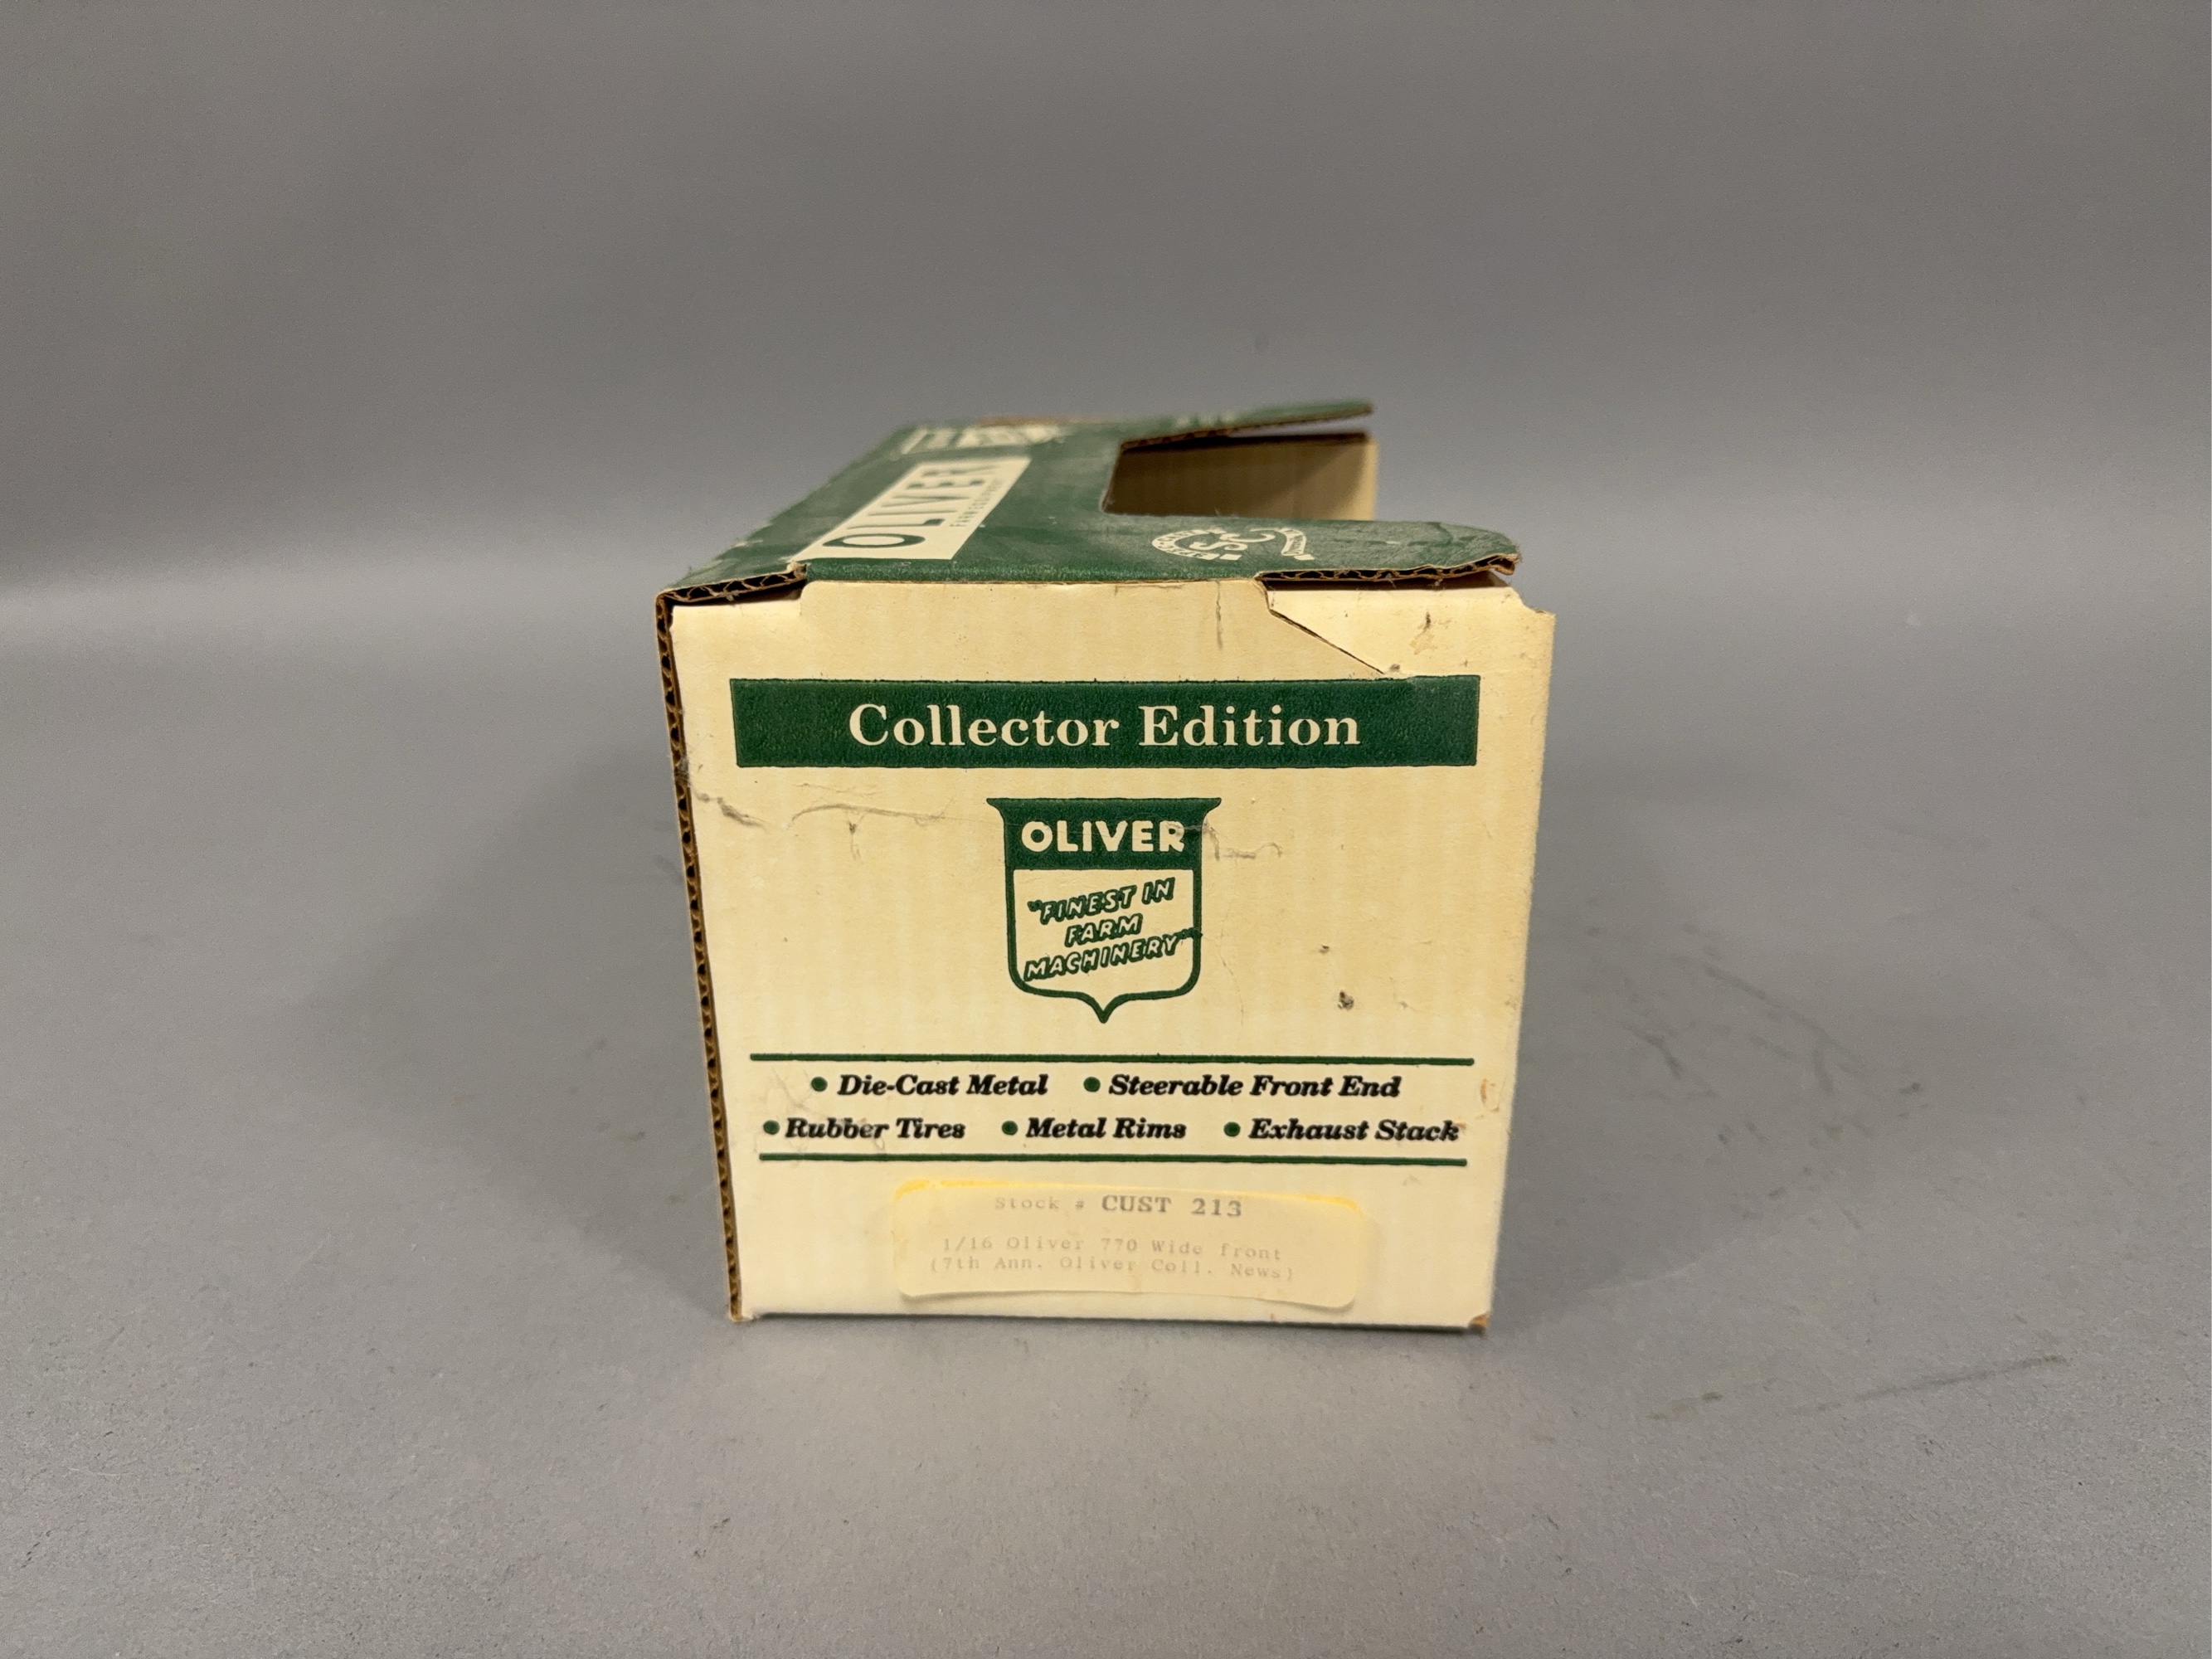 OLIVER
Collector Edition
OLIVER
"FINEST IN
FARM
MACHINERY"
• Die-Cast Metal • Steerable Front End
• Rubber Tires • Metal Rims • Exhaust Stack
Stock # CUST 213
1/16 Oliver 770 Wide front
(7th Ann. Oliver Coll. News)